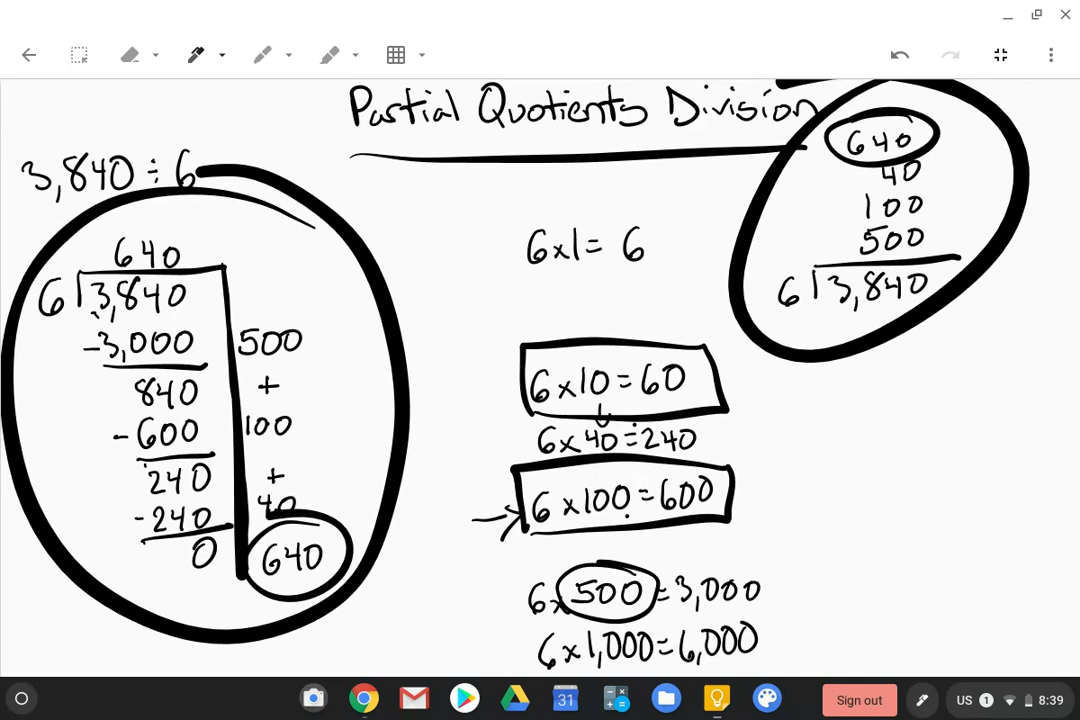 Partial Quotients Division
3,840 ÷ 6
640
6 3,840
-3,000 500
840 +
-600 100
240 +
-240 40
0 640
6x1= 6
6x10=60
6x40=240
6x100=600
6x500=3,000
6x1,000=6,000
640
40
100
500
6 3,840
31
Sign out
US 1 8:39